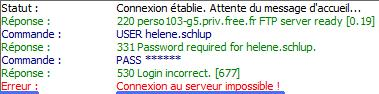 Statut : Connexion établie. Attente du message d'accueil...
Réponse : 220 perso103-g5.priv.free.fr FTP server ready [0.19]
Commande : USER helene.schlup
Réponse : 331 Password required for helene.schlup.
Commande : PASS ******
Réponse : 530 Login incorrect. [677]
Erreur : Connexion au serveur impossible !